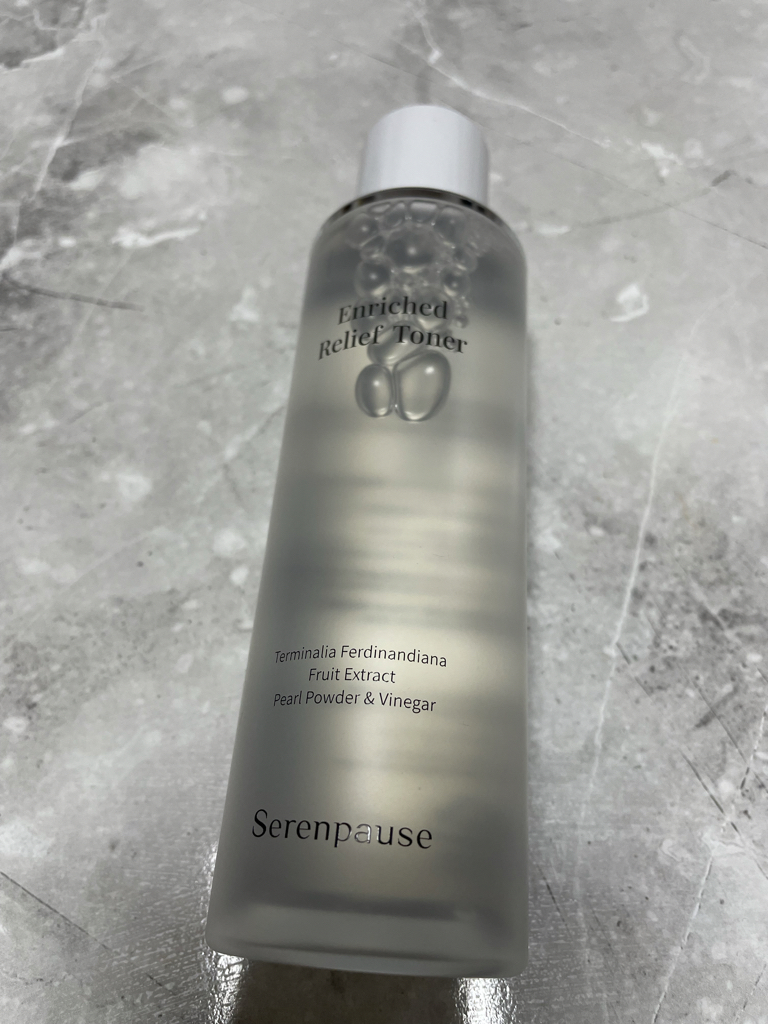 Enriched
Relief Toner
Terminalia Ferdinandiana
Fruit Extract
Pearl Powder & Vinegar
Serenpause